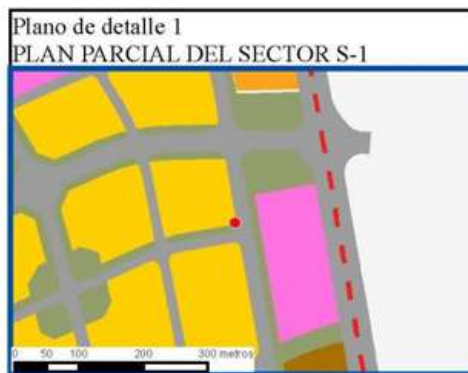 Plano de detalle 1
PLAN PARCIAL DEL SECTOR S-1
0 50 100 200 300 metros